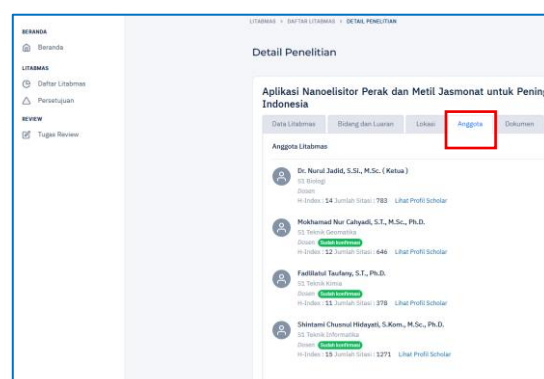 LITABMAS > DAFTAR LITABMAS > DETAIL PENELITIAN
BERANDA
Beranda
LITABMAS
Daftar Litabmas
Persetujuan
REVIEW
Tugas Review
Detail Penelitian
Aplikasi Nanoelisitor Perak dan Metil Jasmonat untuk Pening
Indonesia
Data Litabmas
Bidang dan Luaran
Lokasi
Anggota
Dokumen
Anggota Litabmas
Dr. Nurul Jadid, S.Si., M.Sc. ( Ketua )
S1 Biologi
Dosen
H-Index : 14 Jumlah Sitasi : 783 Lihat Profil Scholar
Mokhamad Nur Cahyadi, S.T., M.Sc., Ph.D.
S1 Teknik Geomatika
Dosen Sudah konfirmasi
H-Index : 12 Jumlah Sitasi : 646 Lihat Profil Scholar
Fadlilatul Taufany, S.T., Ph.D.
S1 Teknik Kimia
Dosen Sudah konfirmasi
H-Index : 11 Jumlah Sitasi : 378 Lihat Profil Scholar
Shintami Chusnul Hidayati, S.Kom., M.Sc., Ph.D.
S1 Teknik Informatika
Dosen Sudah konfirmasi
H-Index : 15 Jumlah Sitasi : 1271 Lihat Profil Scholar